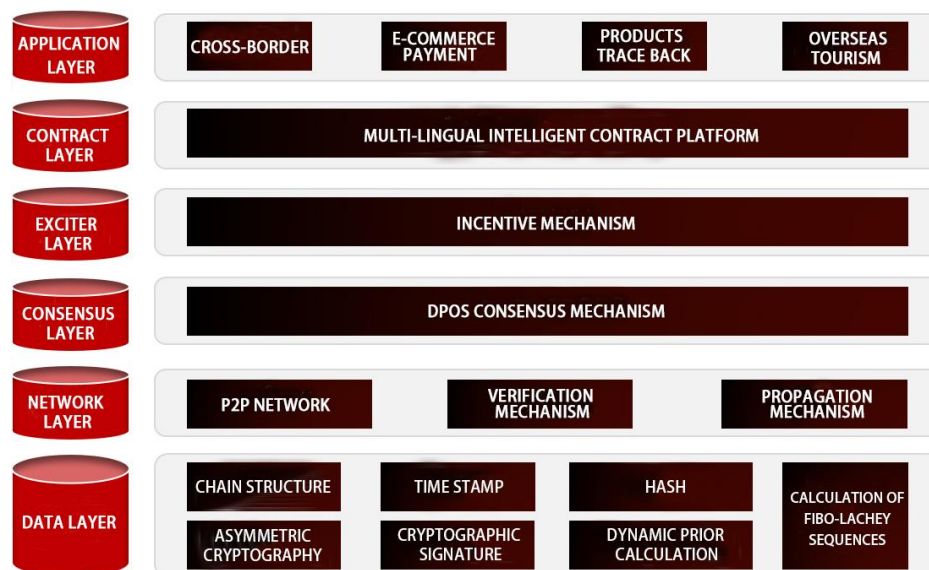 APPLICATION
LAYER
CROSS-BORDER
E-COMMERCE
PAYMENT
PRODUCTS
TRACE BACK
OVERSEAS
TOURISM
CONTRACT
LAYER
MULTI-LINGUAL INTELLIGENT CONTRACT PLATFORM
EXCITER
LAYER
INCENTIVE MECHANISM
CONSENSUS
LAYER
DPOS CONSENSUS MECHANISM
NETWORK
LAYER
P2P NETWORK
VERIFICATION
MECHANISM
PROPAGATION
MECHANISM
DATA LAYER
CHAIN STRUCTURE
TIME STAMP
HASH
CALCULATION OF
FIBO-LACHEY
SEQUENCES
ASYMMETRIC
CRYPTOGRAPHY
CRYPTOGRAPHIC
SIGNATURE
DYNAMIC PRIOR
CALCULATION